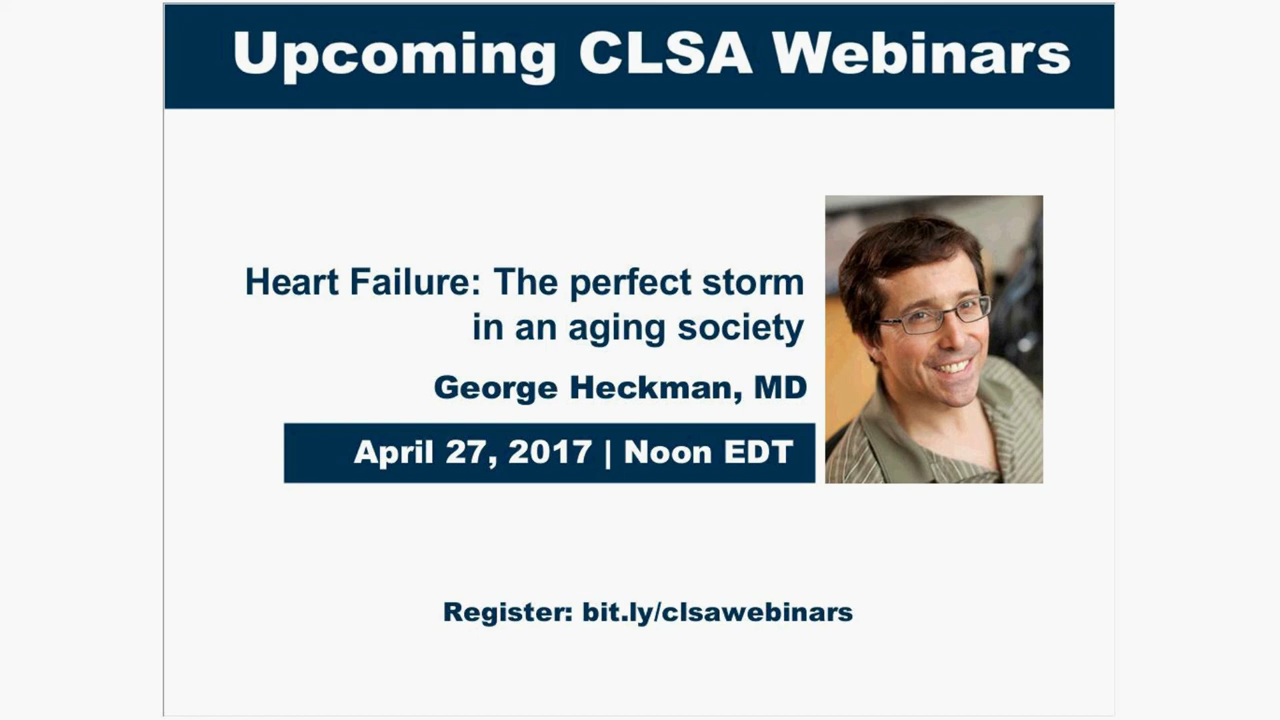 Upcoming CLSA Webinars
Heart Failure: The perfect storm
in an aging society
George Heckman, MD
April 27, 2017 | Noon EDT
Register: bit.ly/clsawebinars